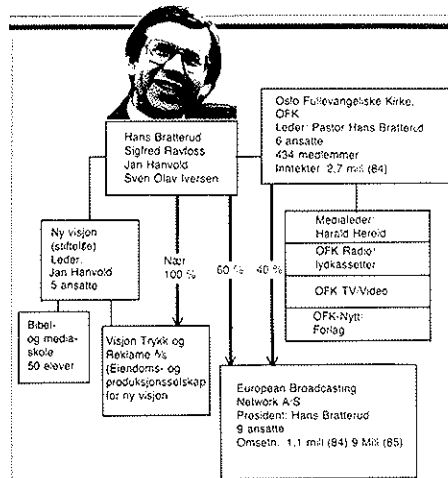 Hans Bratterud
Sigfred Ravfoss
Jan Hanvold
Sven Olav Iversen
Oslo Fullevangeliske Kirke,
OFK
Leder: Pastor Hans Bratterud
6 ansatte
434 medlemmer
Inntekter 2,7 mill (84)
Ny visjon
(stiftelse)
Leder:
Jan Hanvold
5 ansatte
Nær
100 %
60 %
40 %
Medialeder:
Harald Herold
OFK Radio:
lydkassetter
OFK TV/Video
OFK-Nytt:
Forlag
Bibel-
og media-
skole
50 elever
Visjon Trykk og
Reklame A/s
(Eiendoms- og
produksjonsselskap
for ny visjon
European Broadcasting
Network A/S
President: Hans Bratterud
9 ansatte
Omsetn. 1,1 mill (84) 9 Mill (85)